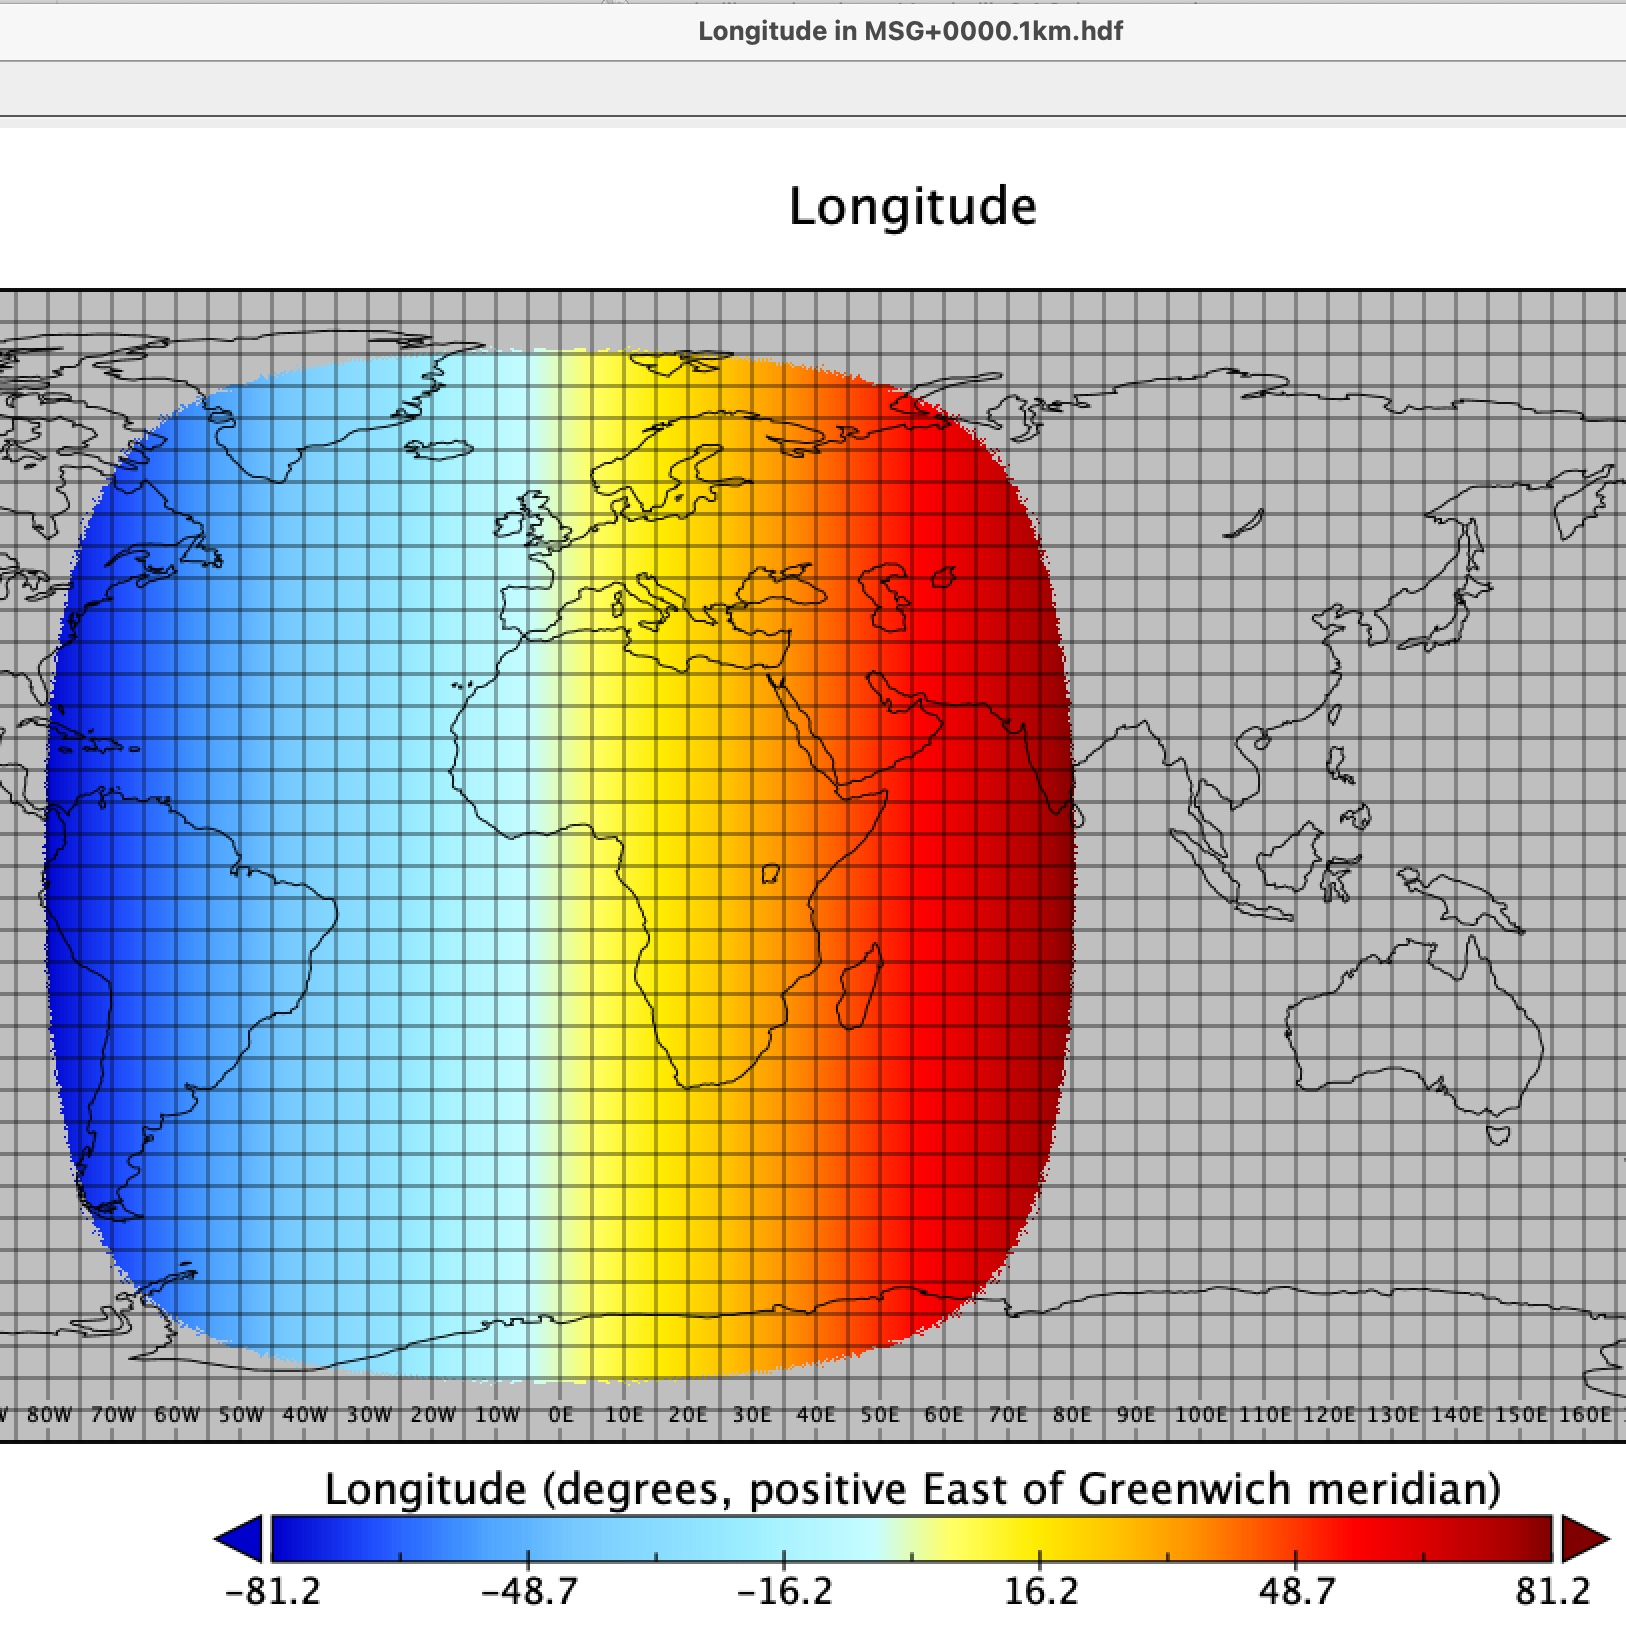 Longitude in MSG+0000.1km.hdf
Longitude
80W 70W 60W 50W 40W 30W 20W 10W 0E 10E 20E 30E 40E 50E 60E 70E 80E 90E 100E 110E 120E 130E 140E 150E 160E
Longitude (degrees, positive East of Greenwich meridian)
−81.2 −48.7 −16.2 16.2 48.7 81.2